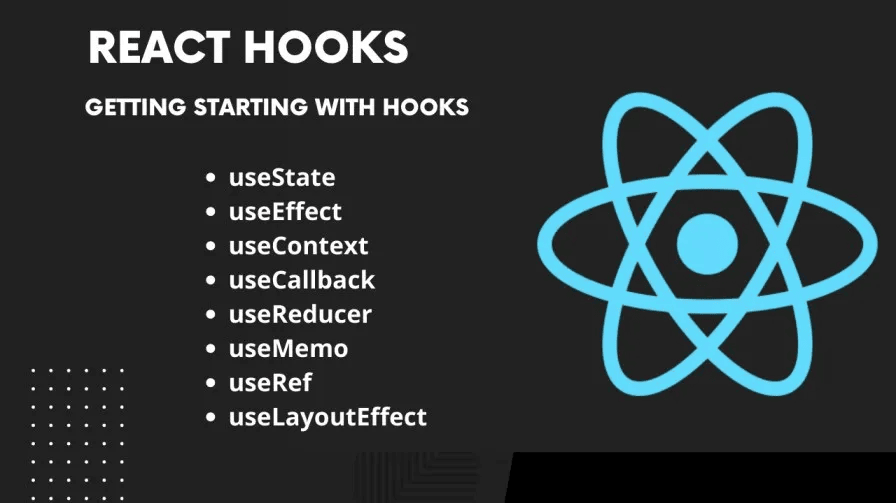 REACT HOOKS
GETTING STARTING WITH HOOKS
• useState
• useEffect
• useContext
• useCallback
• useReducer
• useMemo
• useRef
• useLayoutEffect